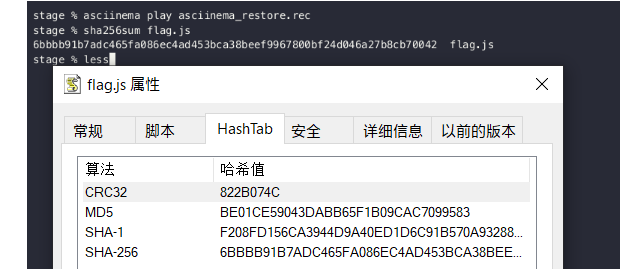 stage % asciinema play asciinema_restore.rec
stage % sha256sum flag.js
6bbbb91b7adc465fa086ec4ad453bca38beef9967800bf24d046a27b8cb70042  flag.js
stage % less
flag.js 属性
常规 脚本 HashTab 安全 详细信息 以前的版本
算法 哈希值
CRC32 822B074C
MD5 BE01CE59043DABB65F1B09CAC7099583
SHA-1 F208FD156CA3944D9A40ED1D6C91B570A93288...
SHA-256 6BBBB91B7ADC465FA086EC4AD453BCA38BEE...